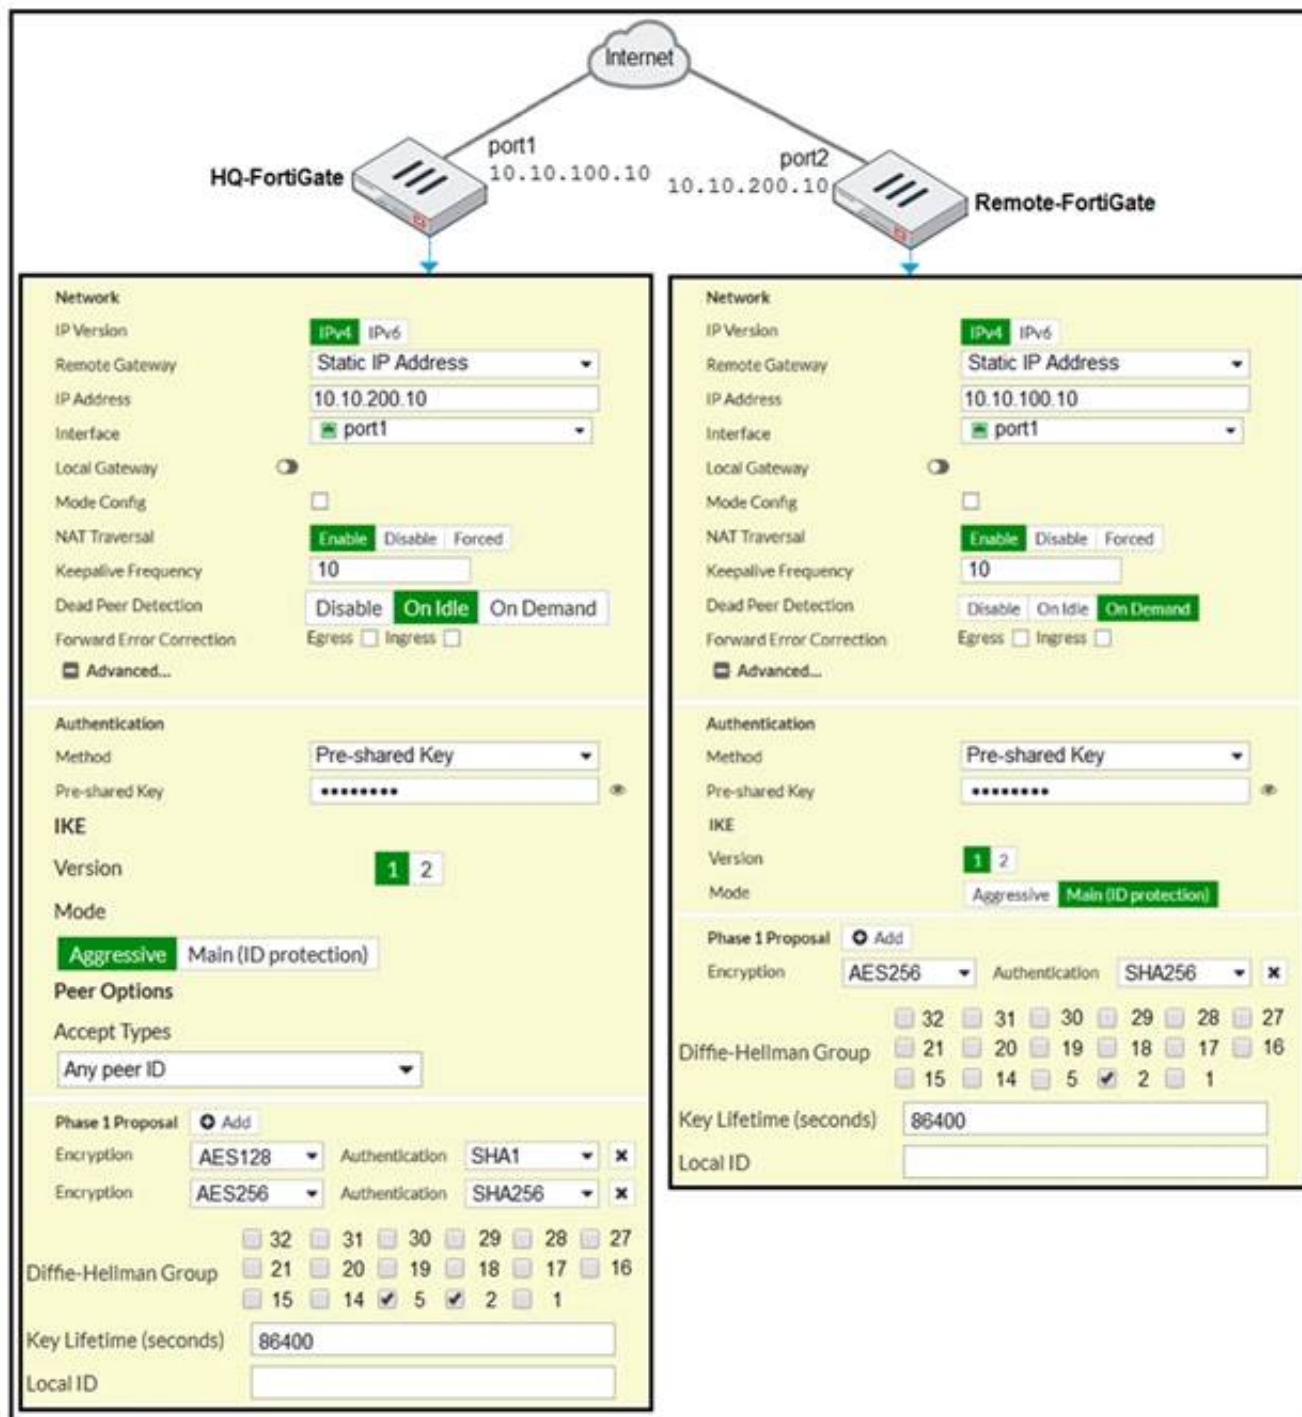 Internet
port1
10.10.100.10
HQ-FortiGate
port2
10.10.200.10
Remote-FortiGate
Network
IP Version IPv4 IPv6
Remote Gateway Static IP Address
IP Address 10.10.200.10
Interface port1
Local Gateway
Mode Config
NAT Traversal Enable Disable Forced
Keepalive Frequency 10
Dead Peer Detection Disable On Idle On Demand
Forward Error Correction Egress Ingress
Advanced...
Authentication
Method Pre-shared Key
Pre-shared Key ••••••••
IKE
Version 1 2
Mode
Aggressive Main (ID protection)
Peer Options
Accept Types
Any peer ID
Phase 1 Proposal Add
Encryption AES128 Authentication SHA1
Encryption AES256 Authentication SHA256
32 31 30 29 28 27
Diffie-Hellman Group 21 20 19 18 17 16
15 14 5 2 1
Key Lifetime (seconds) 86400
Local ID
Network
IP Version IPv4 IPv6
Remote Gateway Static IP Address
IP Address 10.10.100.10
Interface port1
Local Gateway
Mode Config
NAT Traversal Enable Disable Forced
Keepalive Frequency 10
Dead Peer Detection Disable On Idle On Demand
Forward Error Correction Egress Ingress
Advanced...
Authentication
Method Pre-shared Key
Pre-shared Key ••••••••
IKE
Version 1 2
Mode Aggressive Main (ID protection)
Phase 1 Proposal Add
Encryption AES256 Authentication SHA256
32 31 30 29 28 27
Diffie-Hellman Group 21 20 19 18 17 16
15 14 5 2 1
Key Lifetime (seconds) 86400
Local ID